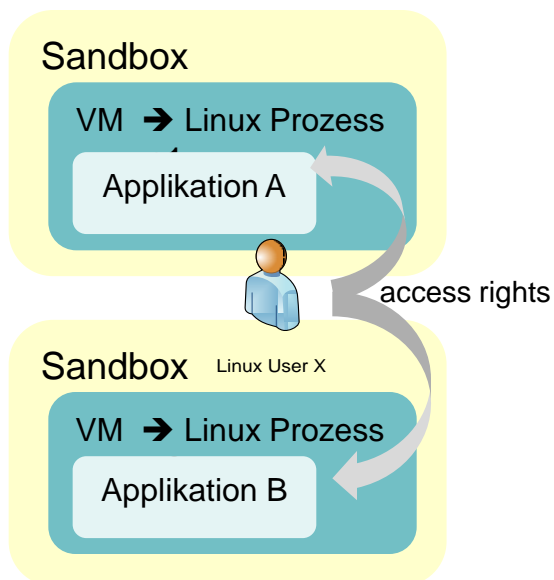 Sandbox
VM ➔ Linux Prozess
Applikation A
access rights
Sandbox Linux User X
VM ➔ Linux Prozess
Applikation B